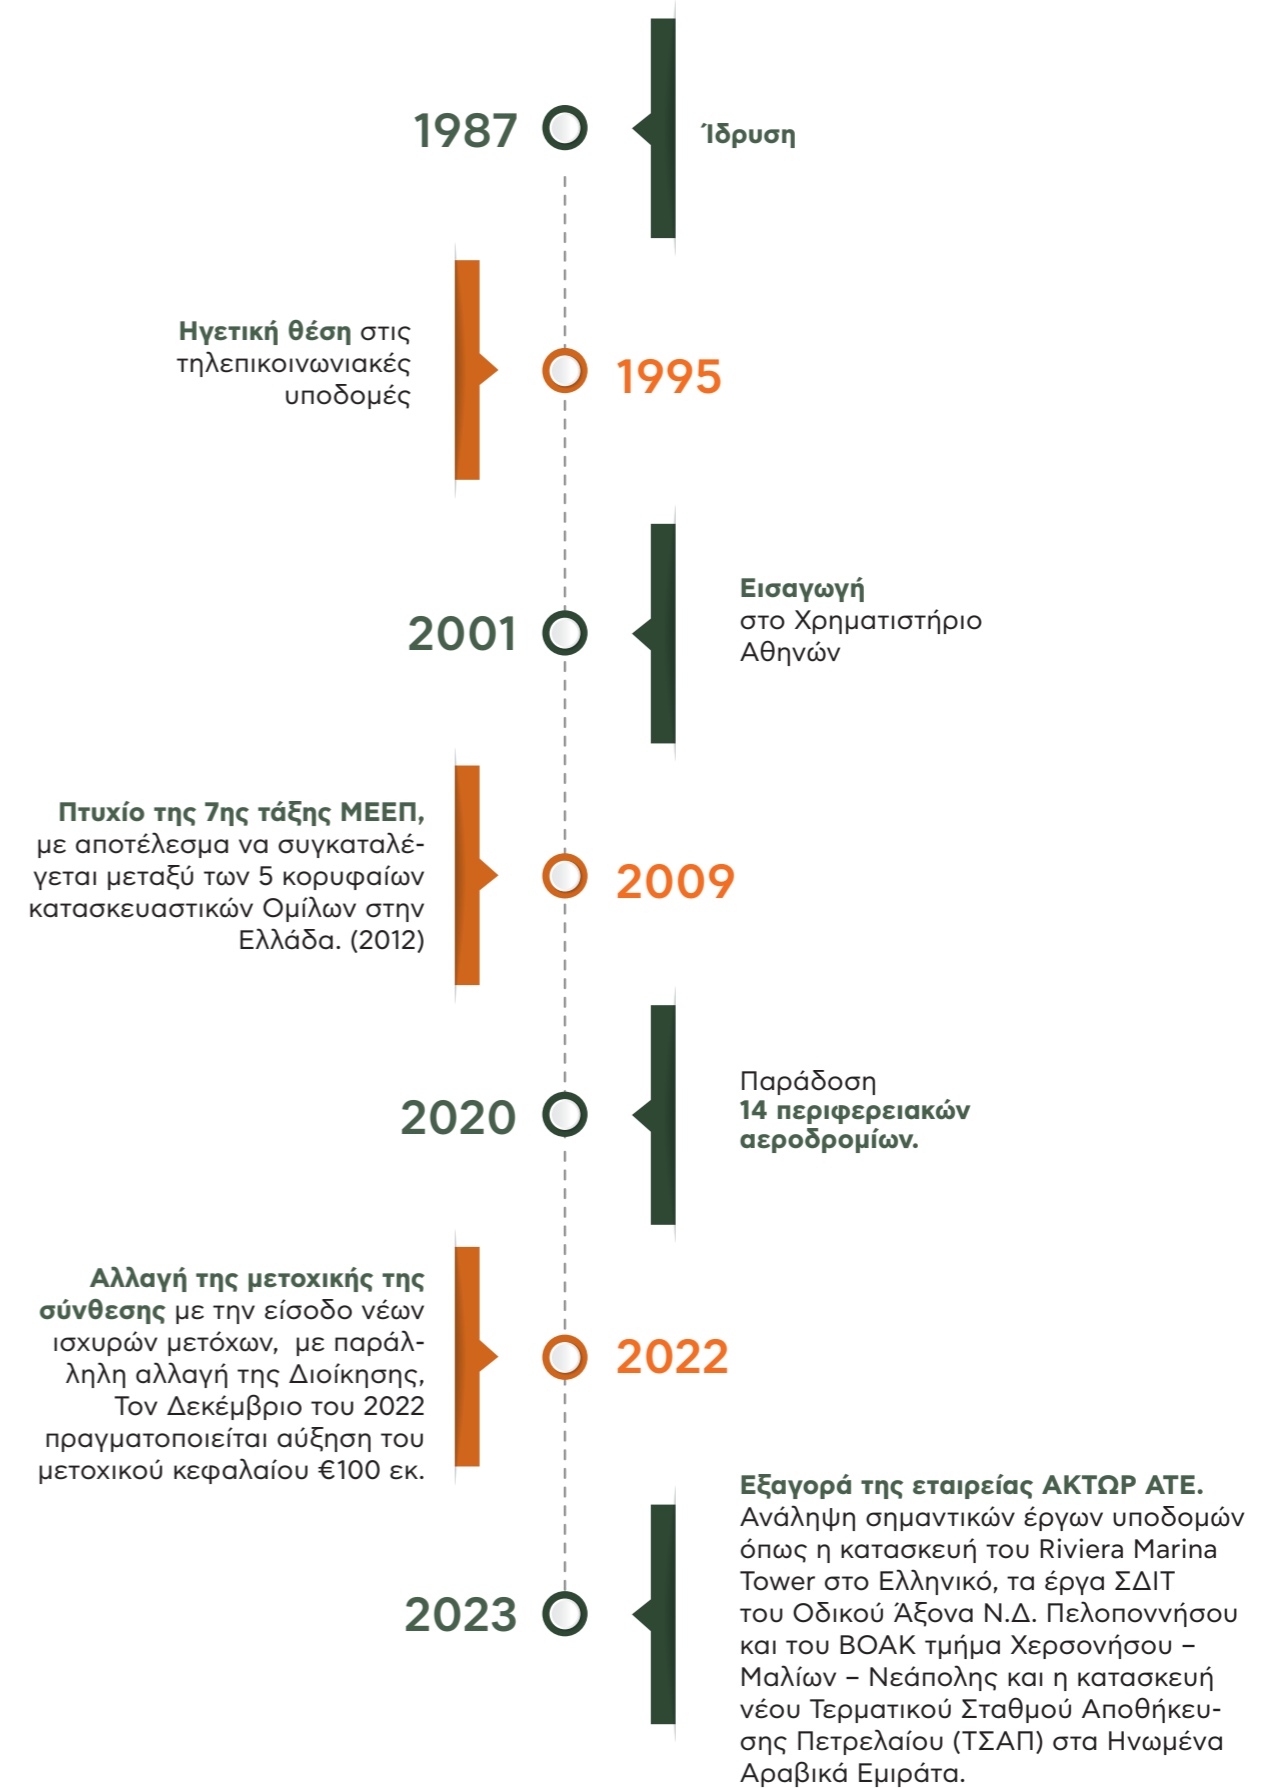 1987
Ίδρυση
Ηγετική θέση στις
τηλεπικοινωνιακές
υποδομές
1995
2001
Εισαγωγή
στο Χρηματιστήριο
Αθηνών
Πτυχίο της 7ης τάξης ΜΕΕΠ,
με αποτέλεσμα να συγκαταλέ-
γεται μεταξύ των 5 κορυφαίων
κατασκευαστικών Ομίλων στην
Ελλάδα. (2012)
2009
2020
Παράδοση
14 περιφερειακών
αεροδρομίων.
Αλλαγή της μετοχικής της
σύνθεσης με την είσοδο νέων
ισχυρών μετόχων,  με παράλ-
ληλη αλλαγή της Διοίκησης,
Τον Δεκέμβριο του 2022
πραγματοποιείται αύξηση του
μετοχικού κεφαλαίου €100 εκ.
2022
2023
Εξαγορά της εταιρείας ΑΚΤΩΡ ΑΤΕ.
Ανάληψη σημαντικών έργων υποδομών
όπως η κατασκευή του Riviera Marina
Tower στο Ελληνικό, τα έργα ΣΔΙΤ
του Οδικού Άξονα Ν.Δ. Πελοποννήσου
και του ΒΟΑΚ τμήμα Χερσονήσου –
Μαλίων – Νεάπολης και η κατασκευή
νέου Τερματικού Σταθμού Αποθήκευ-
σης Πετρελαίου (ΤΣΑΠ) στα Ηνωμένα
Αραβικά Εμιράτα.